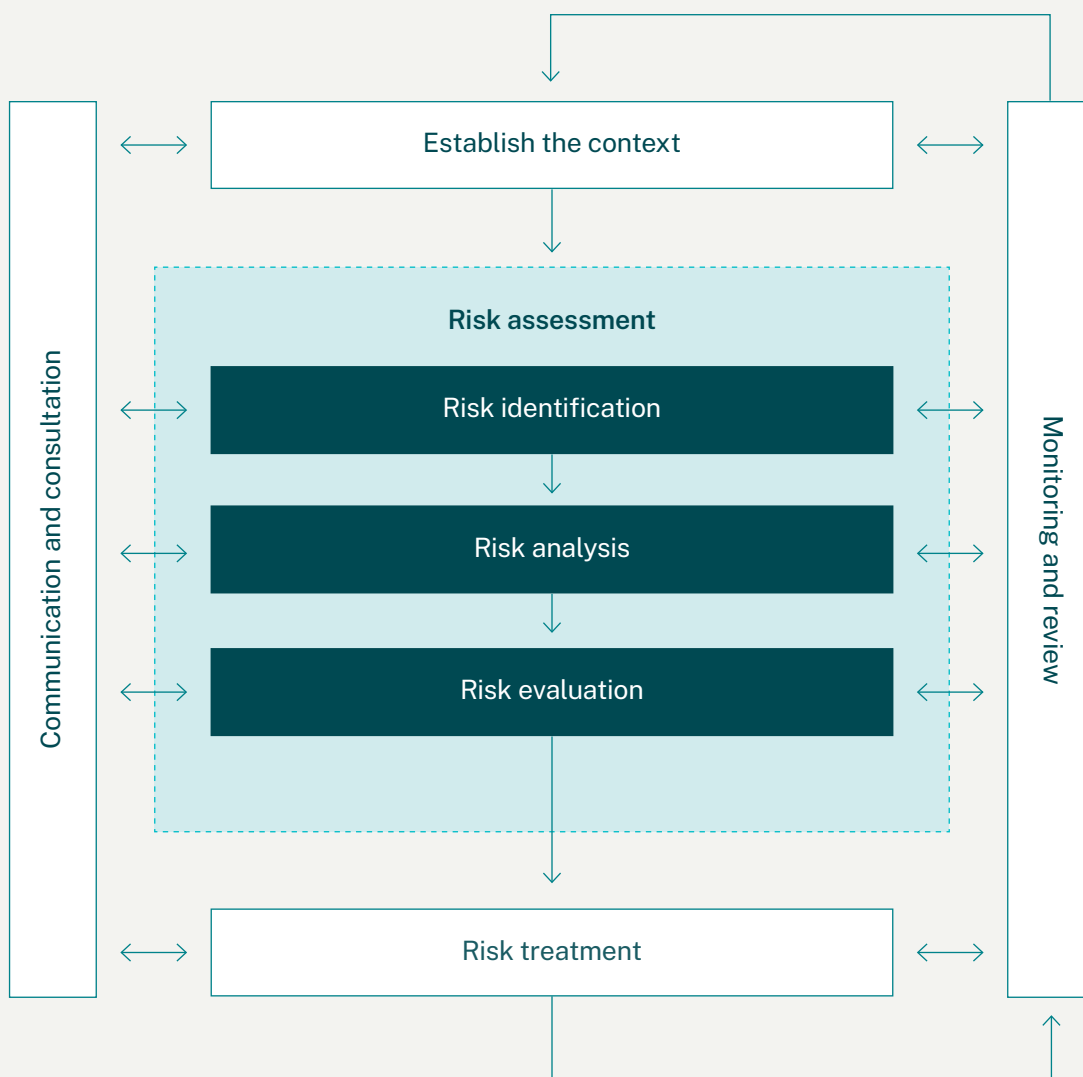 Establish the context
Risk assessment
Risk identification
Risk analysis
Risk evaluation
Risk treatment
Communication and consultation
Monitoring and review